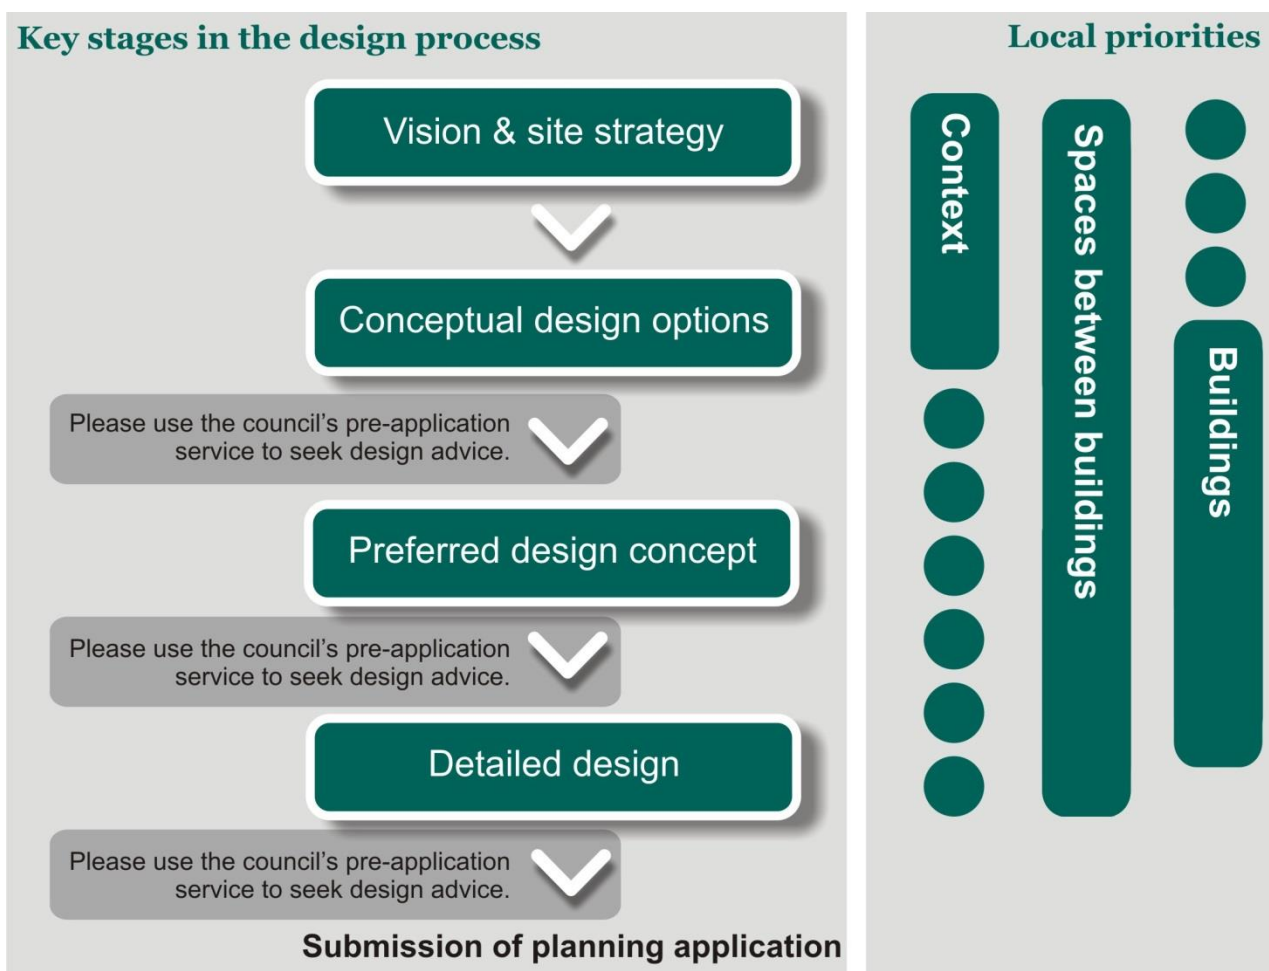 Key stages in the design process
Vision & site strategy
Conceptual design options
Please use the council’s pre-application
service to seek design advice.
Preferred design concept
Please use the council’s pre-application
service to seek design advice.
Detailed design
Please use the council’s pre-application
service to seek design advice.
Submission of planning application
Local priorities
Context
Spaces between buildings
Buildings